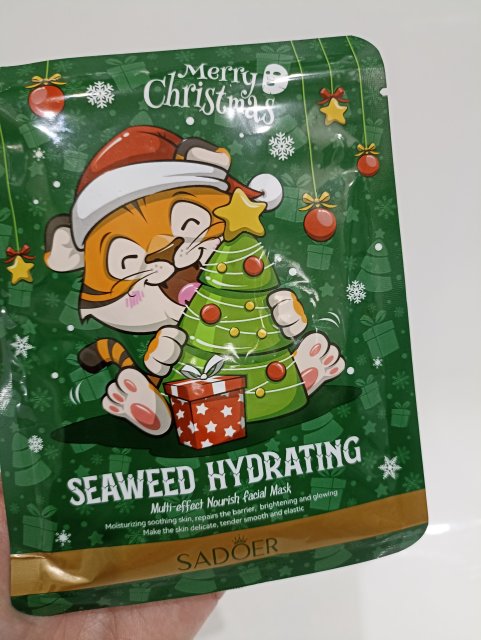 Merry
Christmas
SEAWEED HYDRATING
Multi-effect Nourish facial Mask
Moisturizing soothing skin, repairs the barrier, brightening and glowing
Make the skin delicate, tender smooth and elastic
SADOER